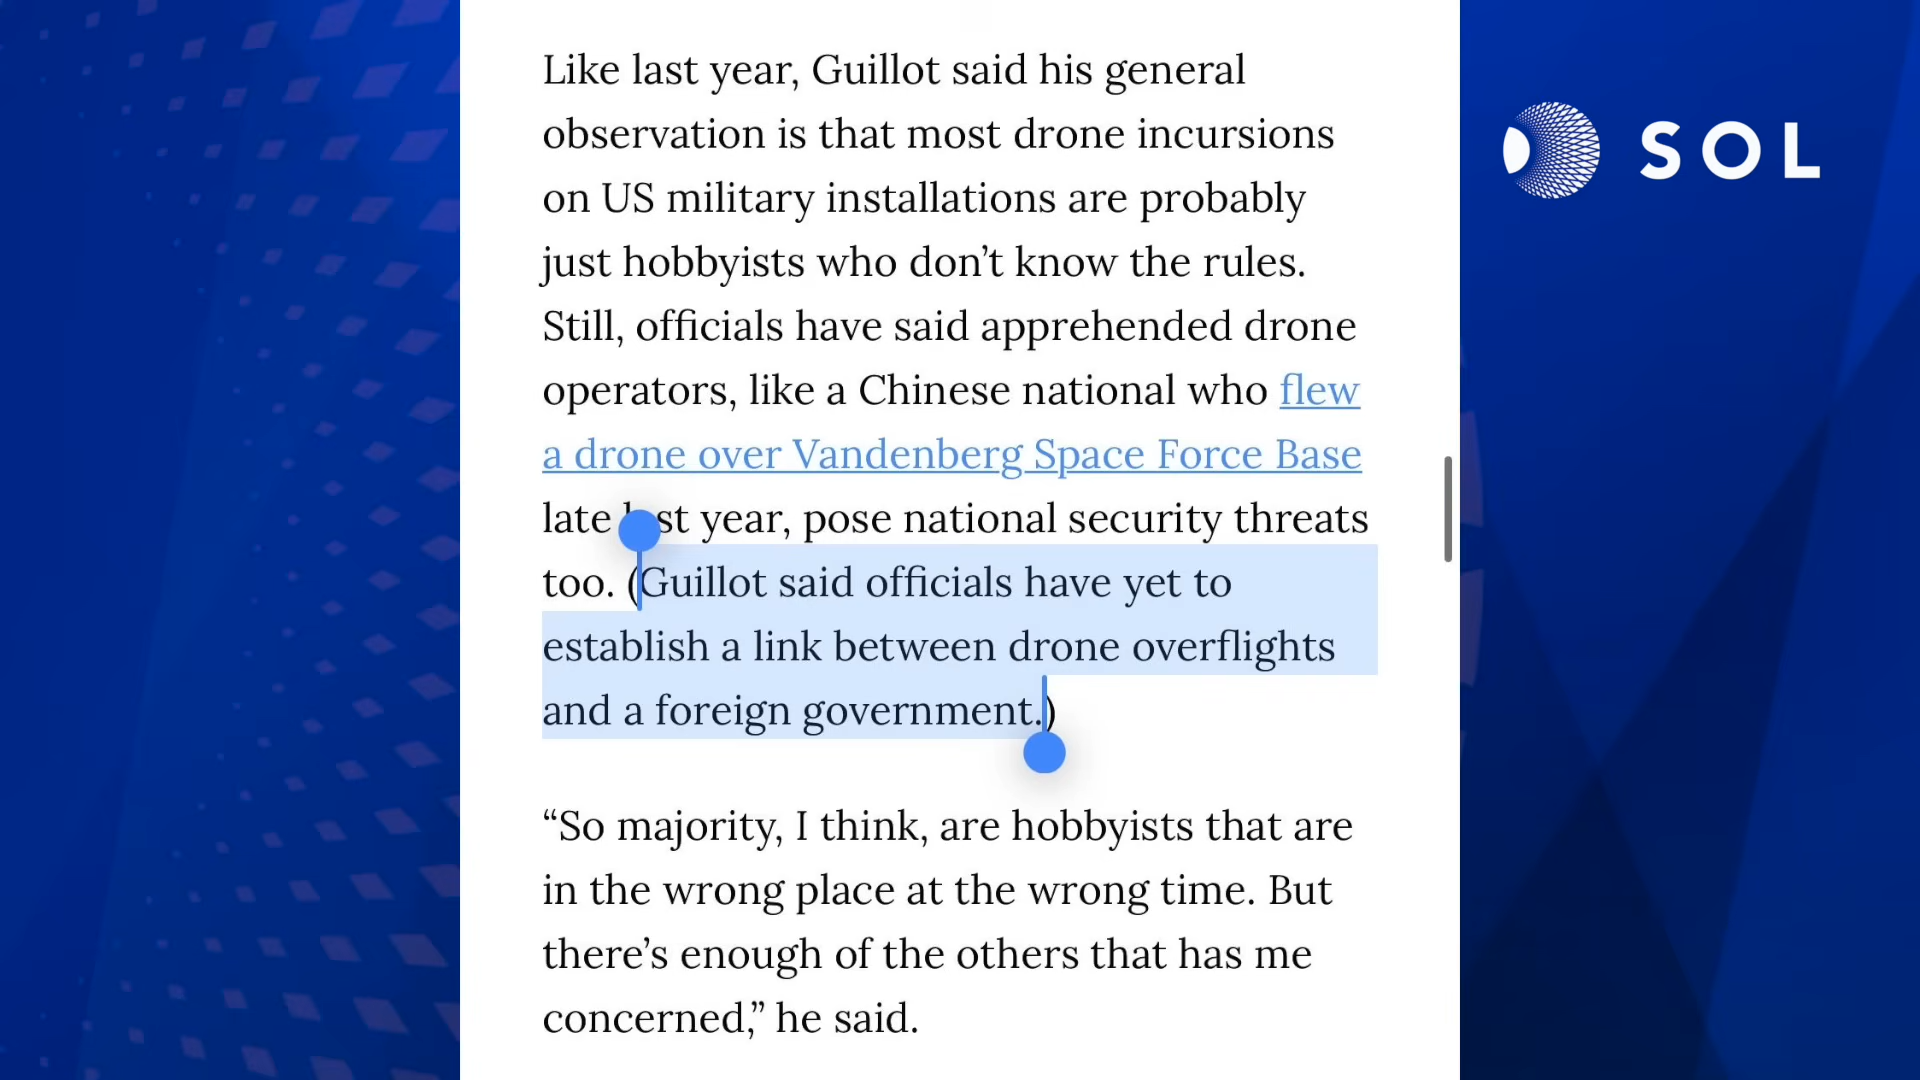 Like last year, Guillot said his general
observation is that most drone incursions
on US military installations are probably
just hobbyists who don’t know the rules.
Still, officials have said apprehended drone
operators, like a Chinese national who flew
a drone over Vandenberg Space Force Base
late last year, pose national security threats
too. (Guillot said officials have yet to
establish a link between drone overflights
and a foreign government.)
“So majority, I think, are hobbyists that are
in the wrong place at the wrong time. But
there’s enough of the others that has me
concerned,” he said.
SOL